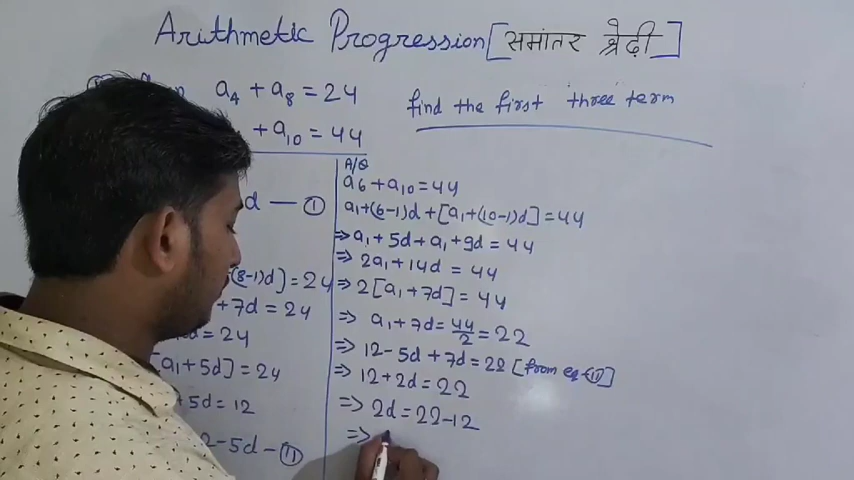 Arithmetic Progression [समांतर श्रेढ़ी]
a₄ + a₈ = 24
find the first three term
+ a₁₀ = 44
d — ①
(8-1)d] = 24
+ 7d = 24
d = 24
[a₁ + 5d] = 24
+ 5d = 12
2 - 5d - ⑪
A/Q
a₆ + a₁₀ = 44
a₁ + (6-1)d + [a₁ + (10-1)d] = 44
⇒ a₁ + 5d + a₁ + 9d = 44
⇒ 2a₁ + 14d = 44
⇒ 2[a₁ + 7d] = 44
⇒ a₁ + 7d = 44/2 = 22
⇒ 12 - 5d + 7d = 22 [from eq-⑪]
⇒ 12 + 2d = 22
⇒ 2d = 22-12
⇒